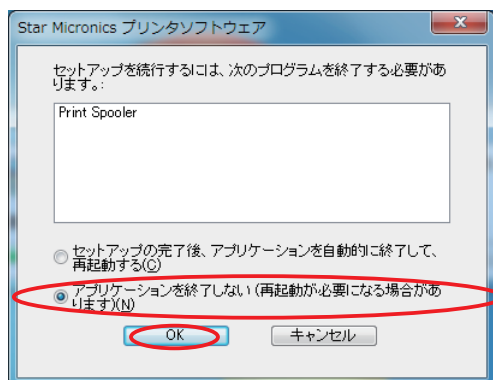 Star Micronics プリンタソフトウェア
セットアップを続行するには、次のプログラムを終了する必要があ
ります。:
Print Spooler
セットアップの完了後、アプリケーションを自動的に終了して、
再起動する(C)
アプリケーションを終了しない (再起動が必要になる場合があ
ります)(N)
OK
キャンセル